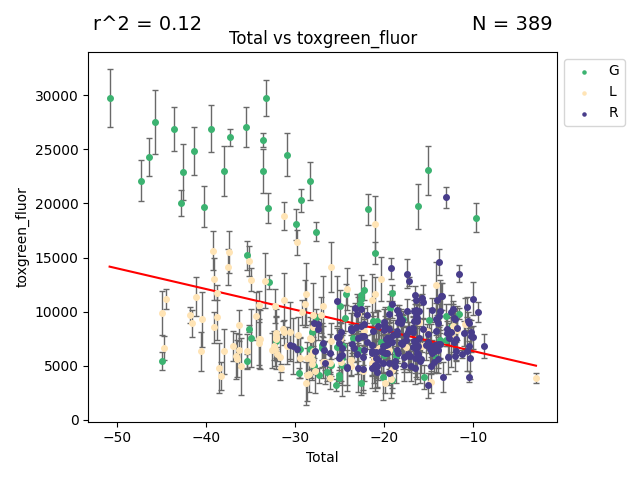 r^2 = 0.12
N = 389
Total vs toxgreen_fluor
G
L
R
30000
25000
20000
15000
10000
5000
0
toxgreen_fluor
−50
−40
−30
−20
−10
Total